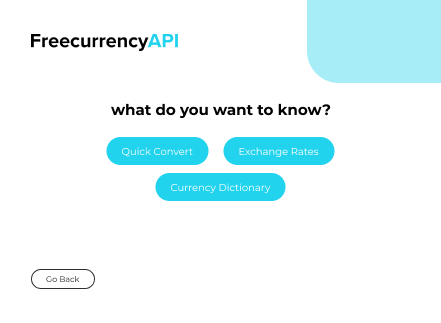 FreecurrencyAPI
what do you want to know?
Quick Convert
Exchange Rates
Currency Dictionary
Go Back